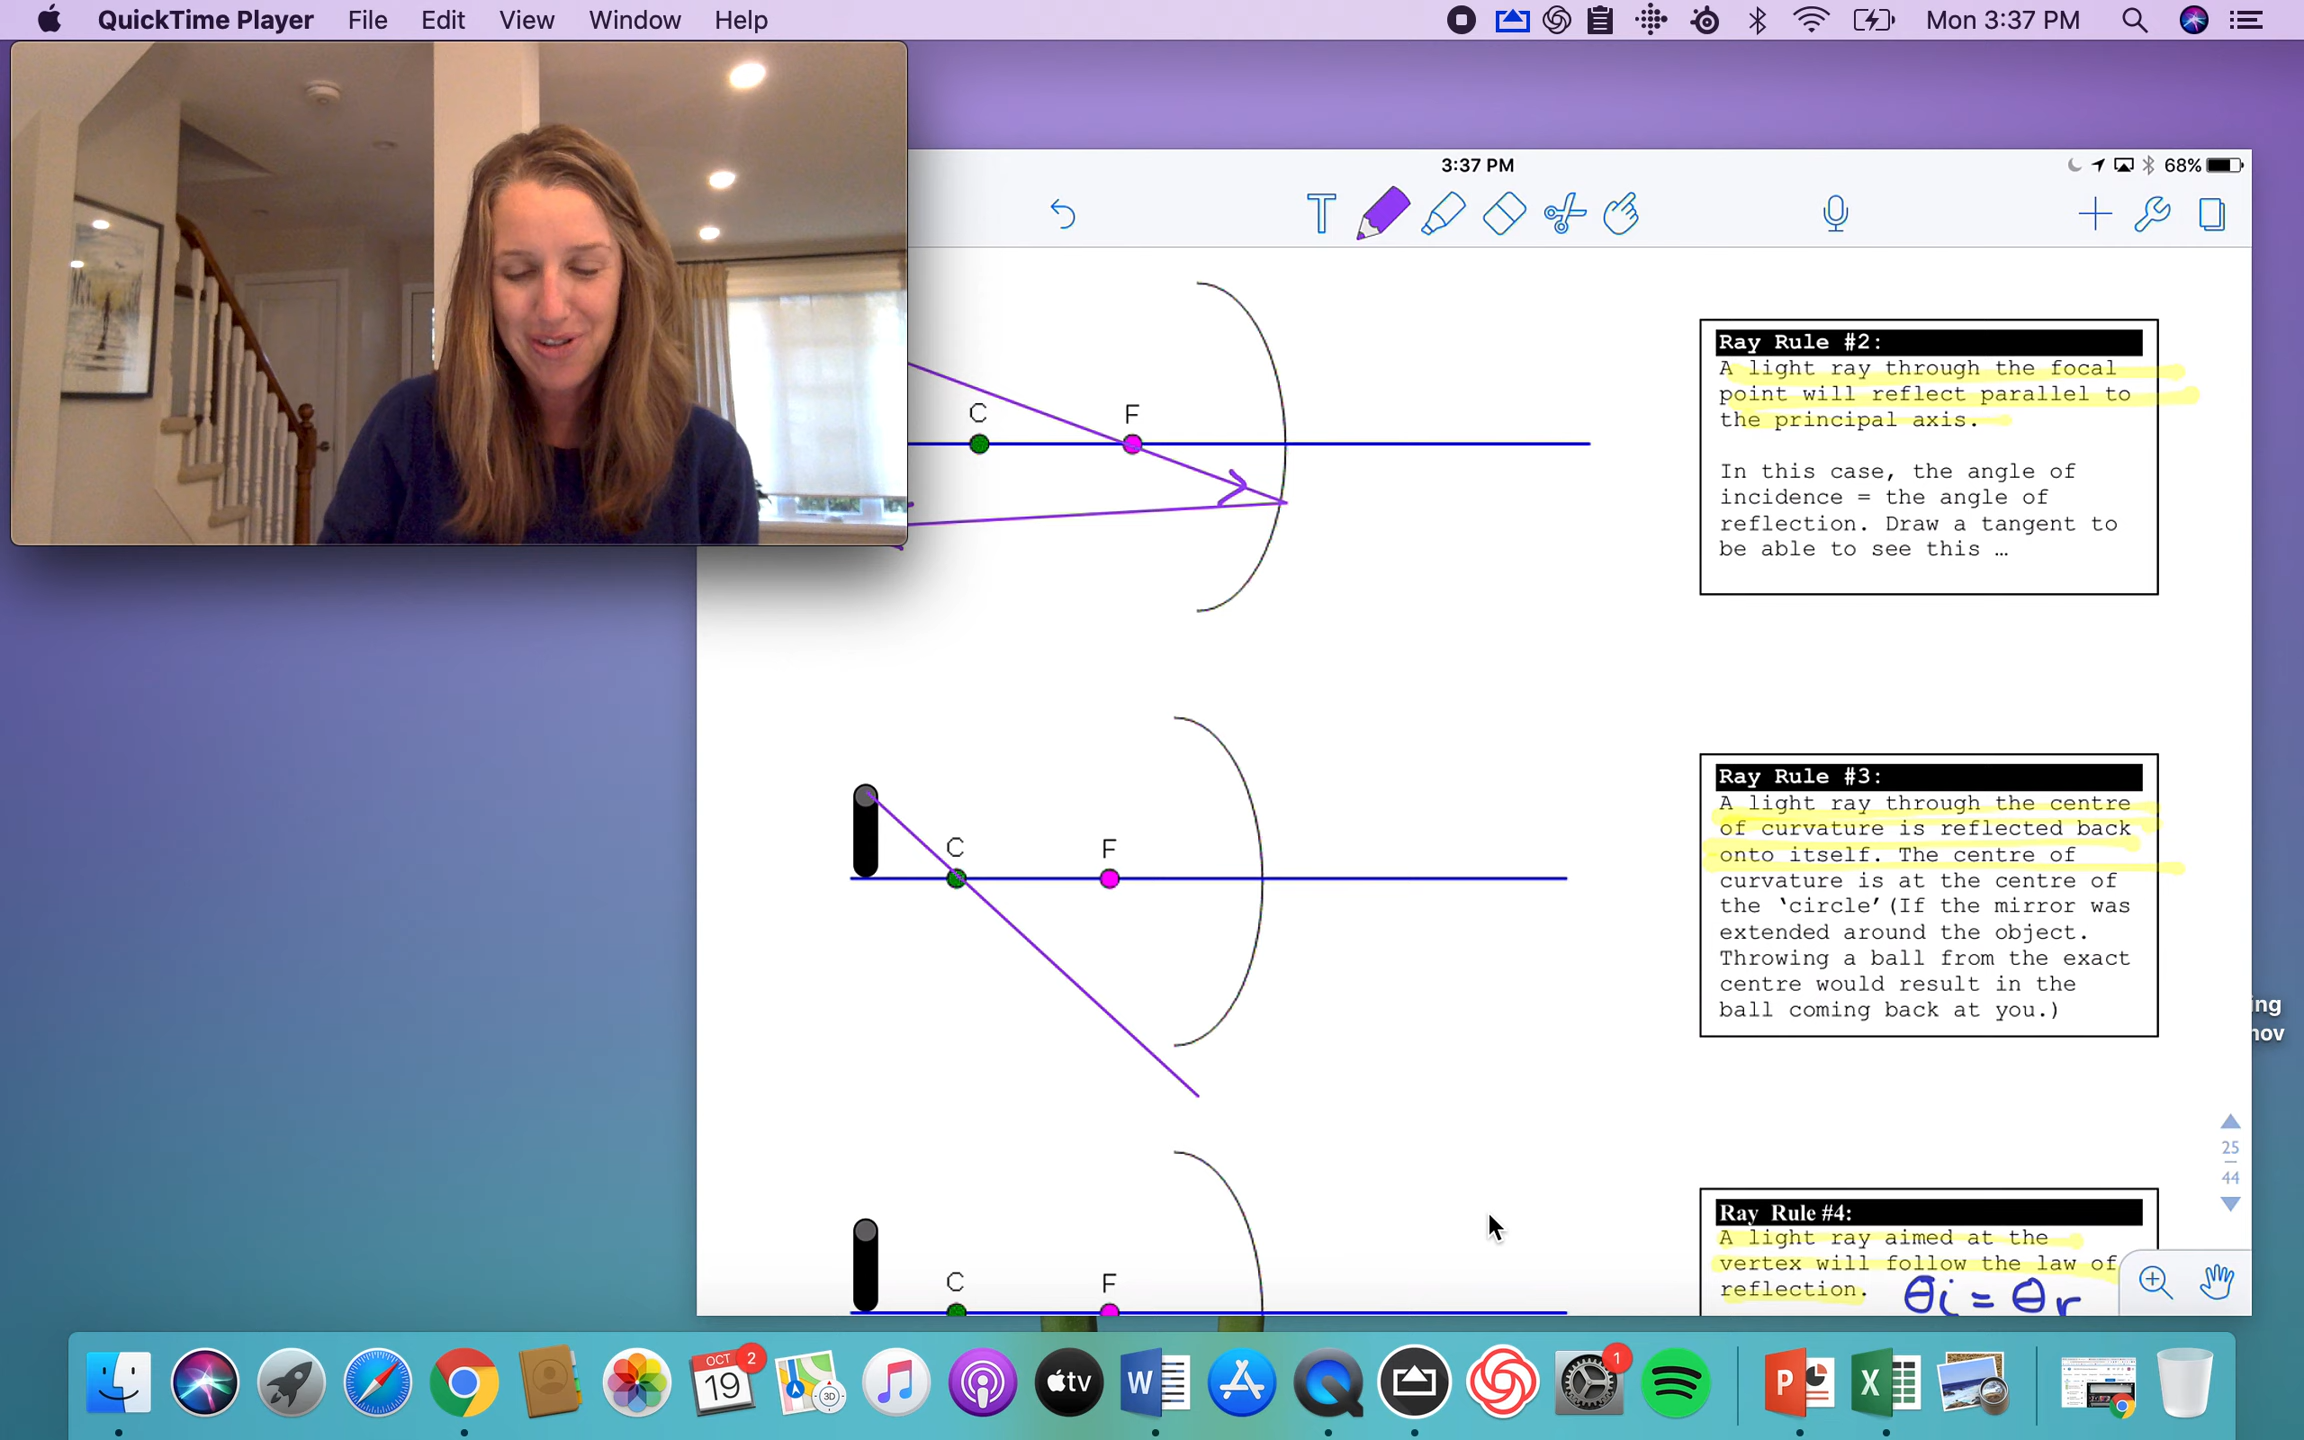 QuickTime Player File Edit View Window Help Mon 3:37 PM
3:37 PM 68%
T
C F
Ray Rule #2:
A light ray through the focal
point will reflect parallel to
the principal axis.
In this case, the angle of
incidence = the angle of
reflection. Draw a tangent to
be able to see this …
C F
Ray Rule #3:
A light ray through the centre
of curvature is reflected back
onto itself. The centre of
curvature is at the centre of
the ‘circle’(If the mirror was
extended around the object.
Throwing a ball from the exact
centre would result in the
ball coming back at you.)
ing
nov
25
44
C F
Ray Rule #4:
A light ray aimed at the
vertex will follow the law of
reflection. θi = θr
OCT 2
19
3D
tv
W
1
P
X